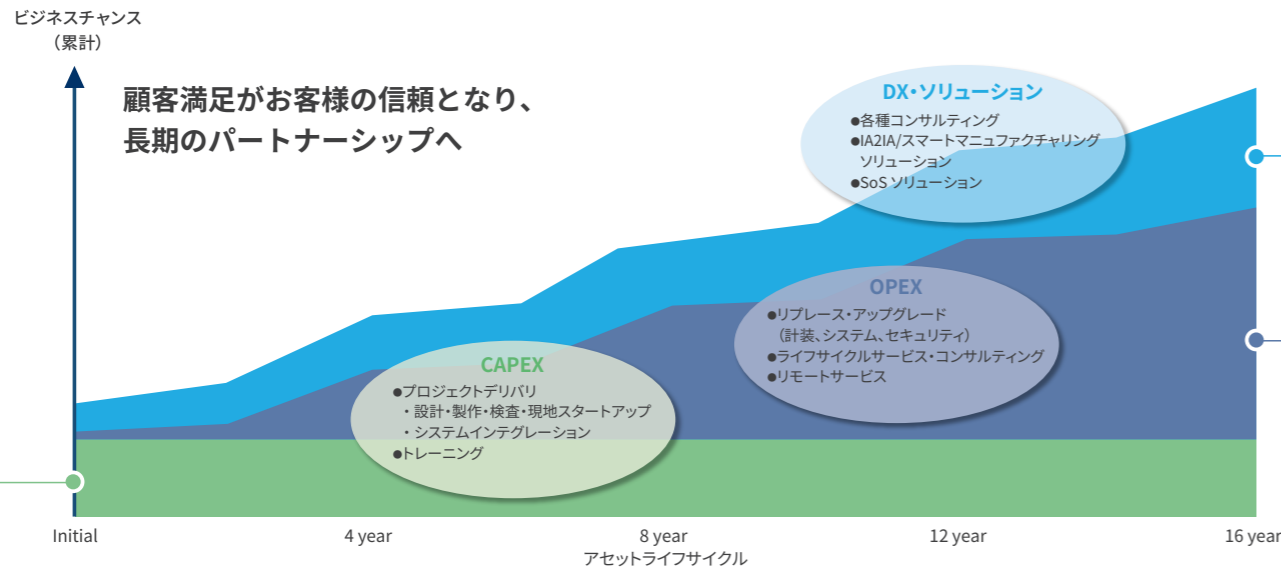 ビジネスチャンス
（累計）
顧客満足がお客様の信頼となり、
長期のパートナーシップへ
DX・ソリューション
●各種コンサルティング
●IA2IA/スマートマニュファクチャリング
ソリューション
●SoS ソリューション
OPEX
●リプレース・アップグレード
（計装、システム、セキュリティ）
●ライフサイクルサービス・コンサルティング
●リモートサービス
CAPEX
●プロジェクトデリバリ
・設計・製作・検査・現地スタートアップ
・システムインテグレーション
●トレーニング
Initial
4 year
8 year
12 year
16 year
アセットライフサイクル